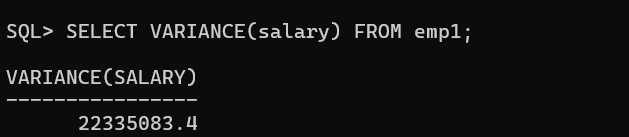 SQL> SELECT VARIANCE(salary) FROM emp1;
VARIANCE(SALARY)
----------------
22335083.4